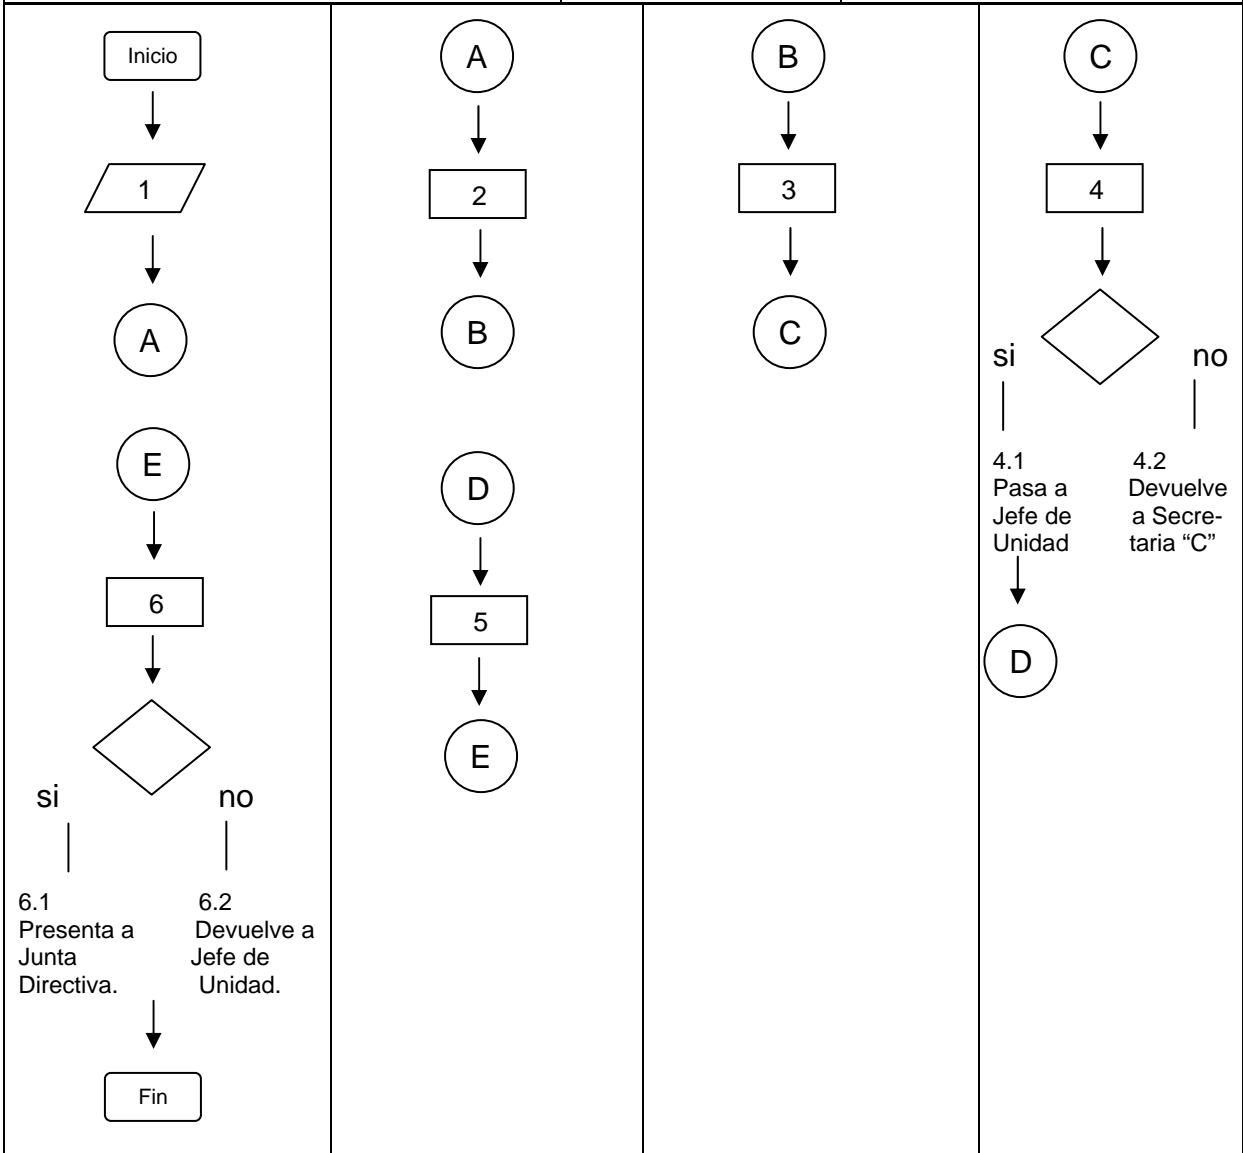 Inicio
1
A
E
6
si no
6.1
Presenta a
Junta
Directiva.
6.2
Devuelve a
Jefe de
Unidad.
Fin
A
2
B
D
5
E
B
3
C
C
4
si no
4.1
Pasa a
Jefe de
Unidad
4.2
Devuelve
a Secre-
taria “C”
D